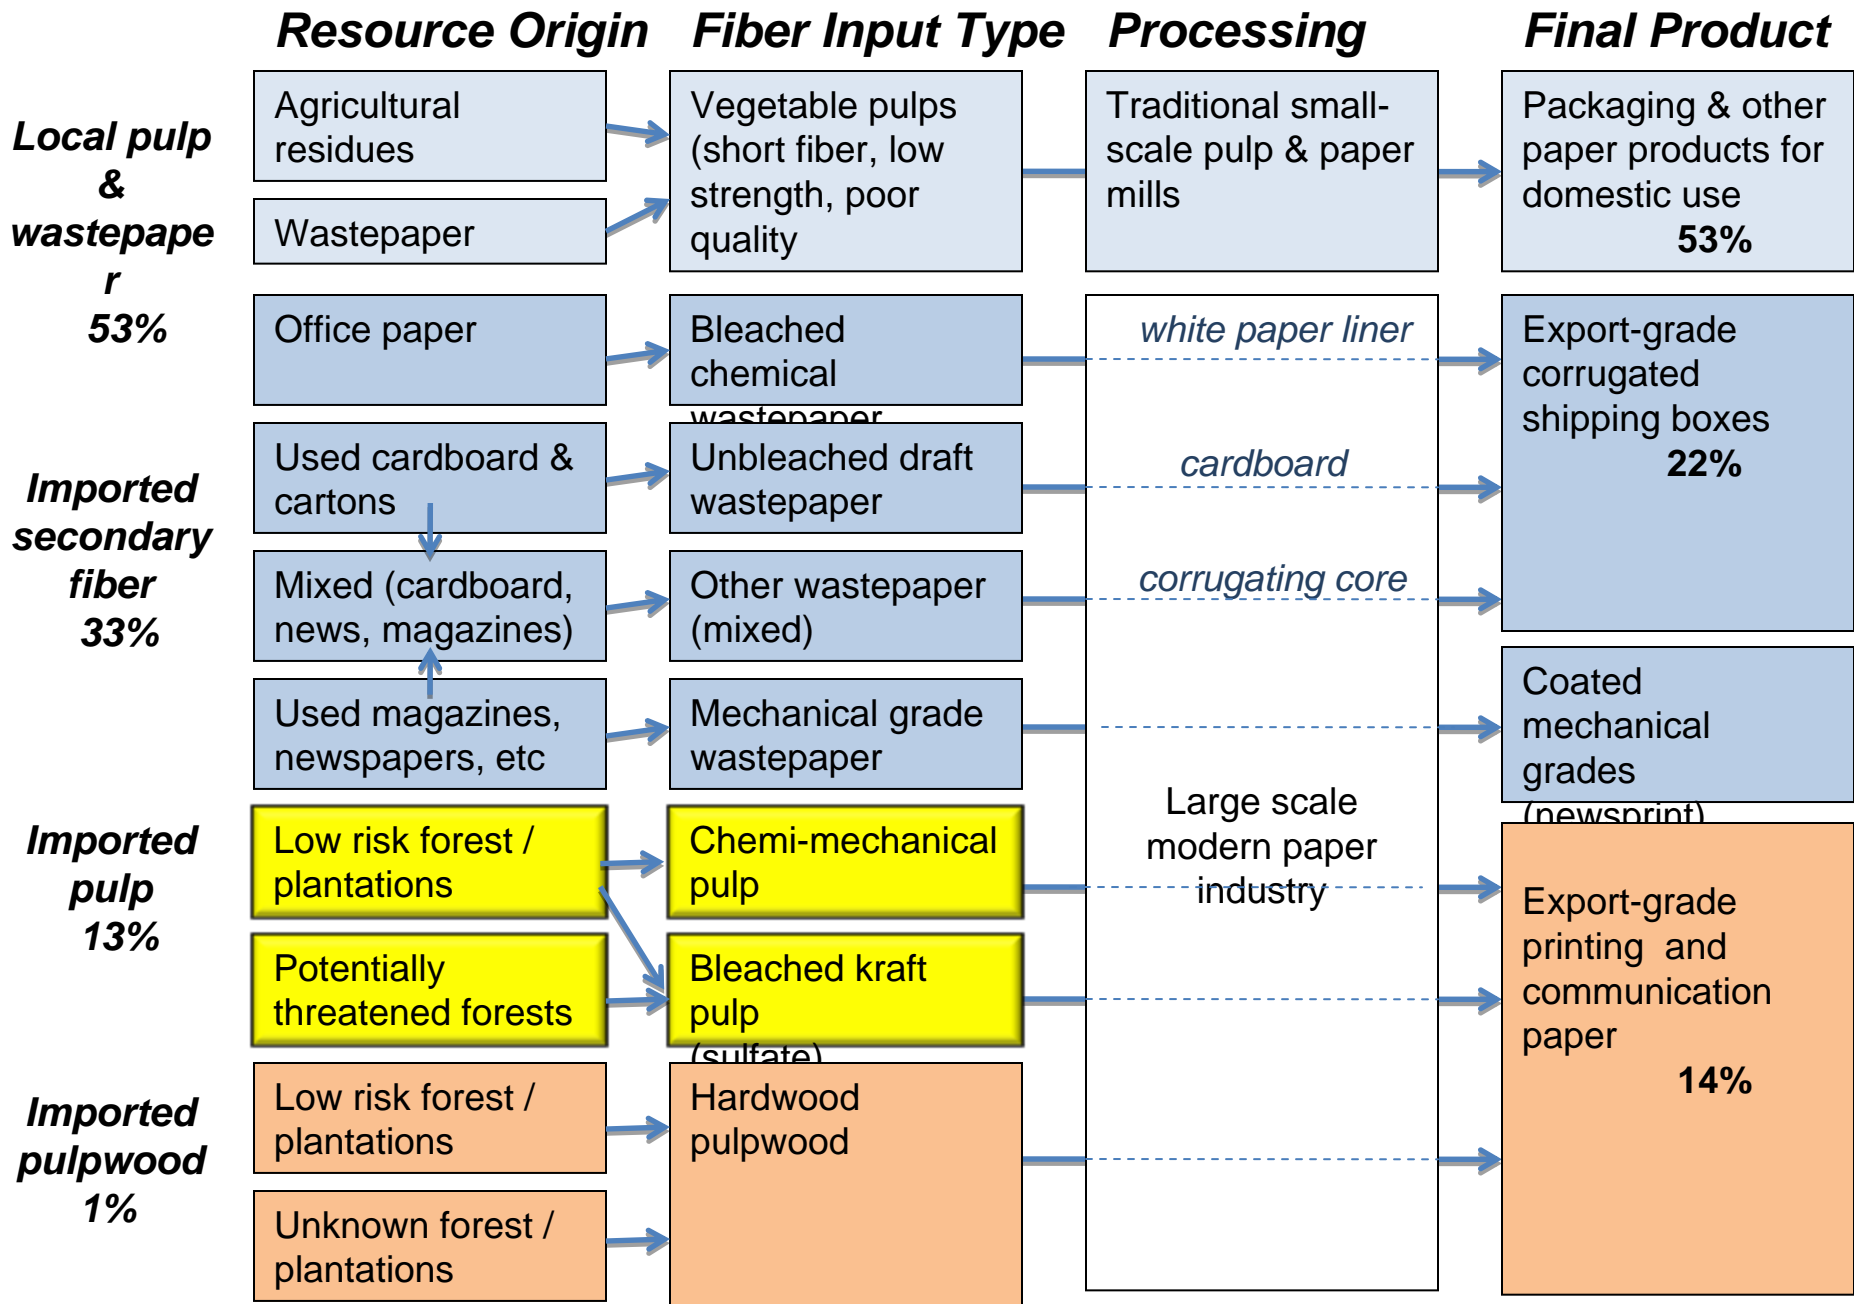 Resource Origin Fiber Input Type Processing Final Product
Local pulp
&
wastepape
r
53%
Agricultural
residues
Wastepaper
Vegetable pulps
(short fiber, low
strength, poor
quality
Traditional small-
scale pulp & paper
mills
Packaging & other
paper products for
domestic use
53%
Imported
secondary
fiber
33%
Office paper
Bleached
chemical
wastepaper
white paper liner
Export-grade
corrugated
shipping boxes
22%
Used cardboard &
cartons
Unbleached draft
wastepaper
cardboard
Mixed (cardboard,
news, magazines)
Other wastepaper
(mixed)
corrugating core
Used magazines,
newspapers, etc
Mechanical grade
wastepaper
Coated
mechanical
grades
(newsprint)
Large scale
modern paper
industry
Imported
pulp
13%
Low risk forest /
plantations
Chemi-mechanical
pulp
Potentially
threatened forests
Bleached kraft
pulp
(sulfate)
Export-grade
printing and
communication
paper
14%
Imported
pulpwood
1%
Low risk forest /
plantations
Hardwood
pulpwood
Unknown forest /
plantations